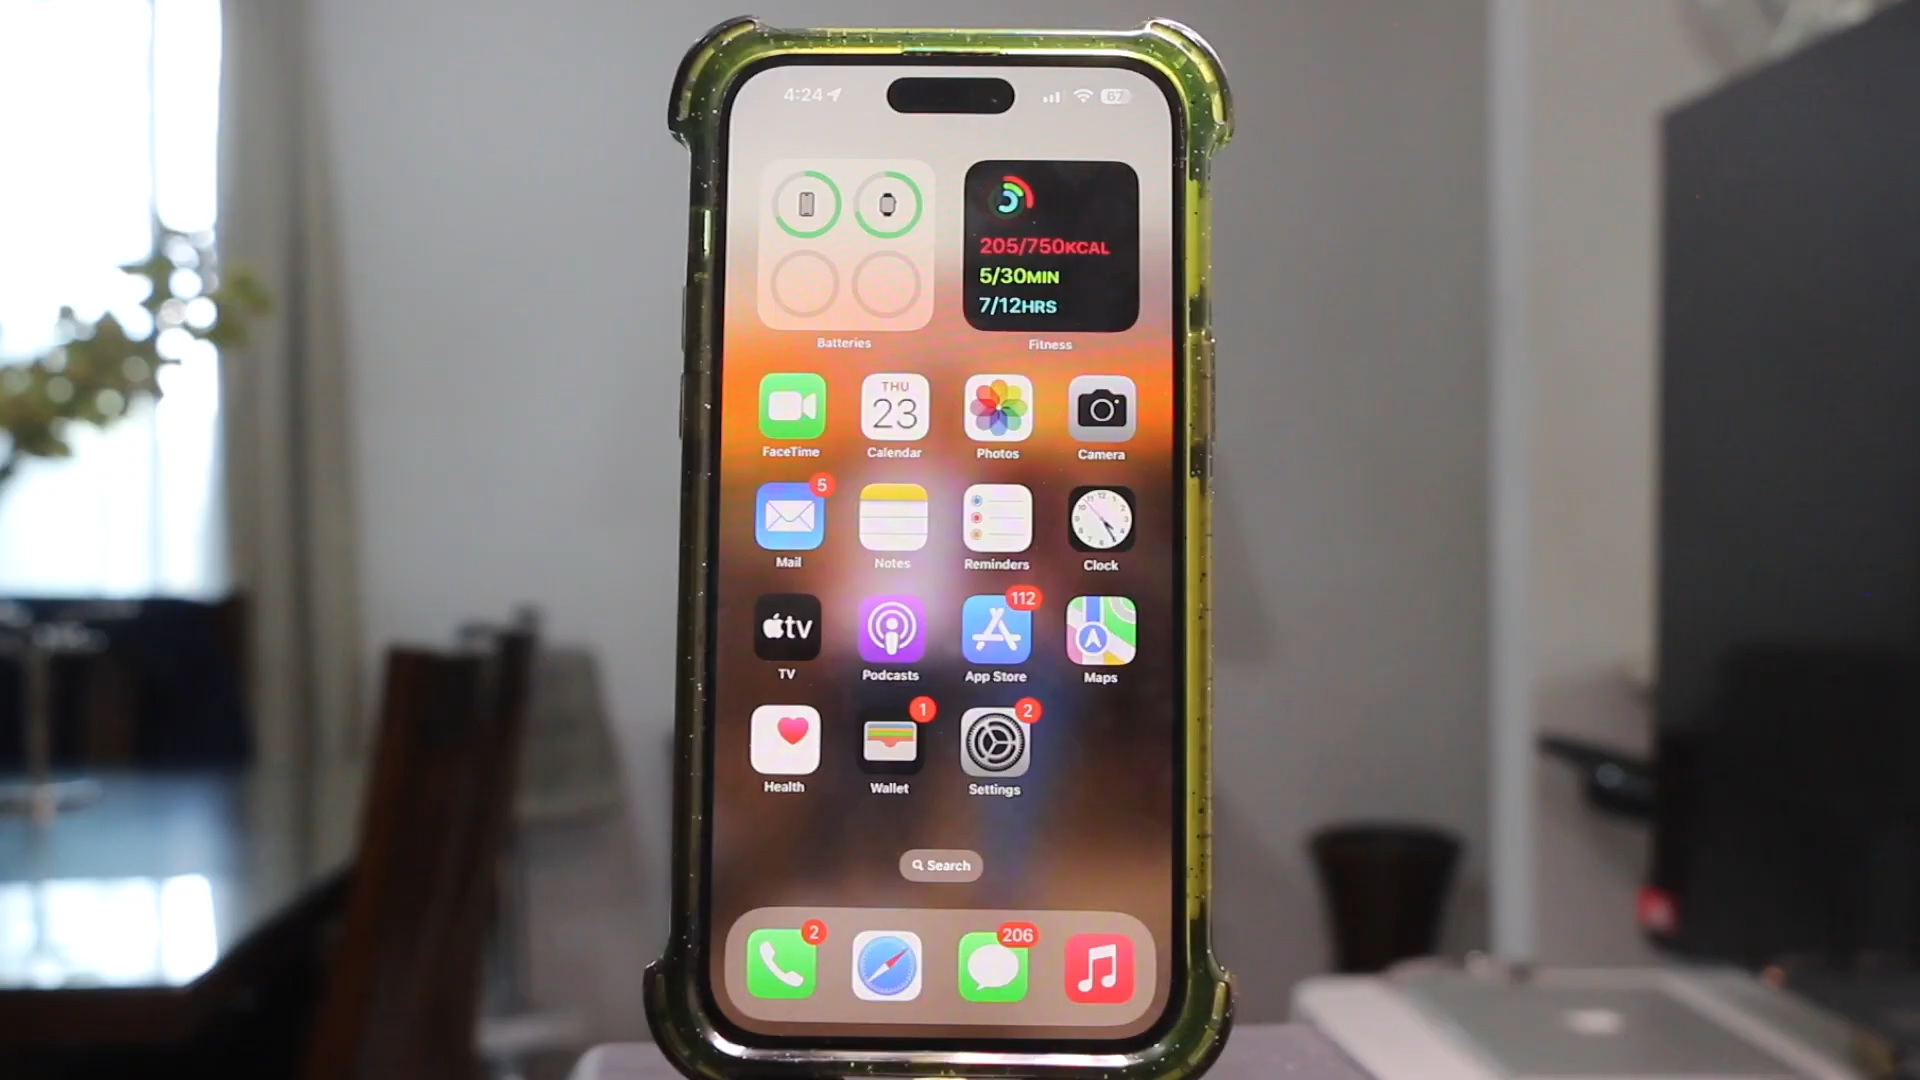 4:24
67
205/750KCAL
5/30MIN
7/12HRS
Batteries
Fitness
THU
23
FaceTime
Calendar
Photos
Camera
5
Mail
Notes
Reminders
Clock
112
tv
TV
Podcasts
App Store
Maps
1
2
Health
Wallet
Settings
Search
2
206